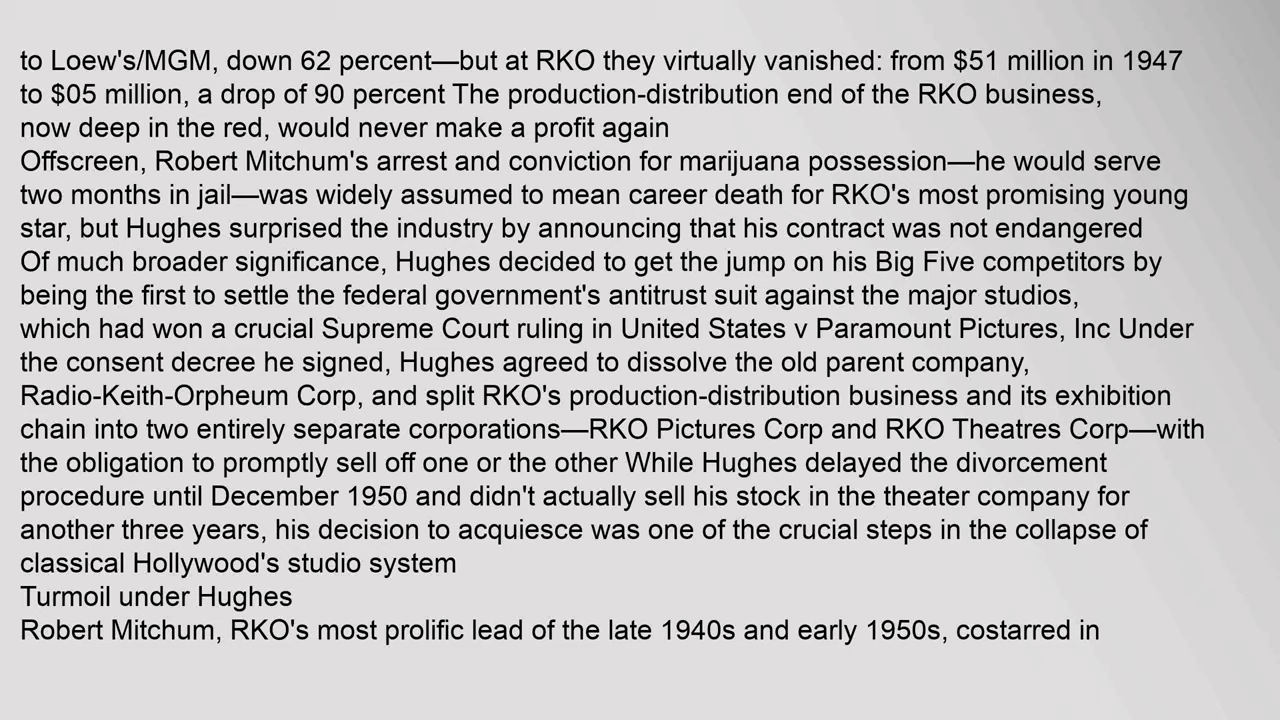 to Loew's/MGM, down 62 percent—but at RKO they virtually vanished: from $51 million in 1947
to $05 million, a drop of 90 percent The production-distribution end of the RKO business,
now deep in the red, would never make a profit again
Offscreen, Robert Mitchum's arrest and conviction for marijuana possession—he would serve
two months in jail—was widely assumed to mean career death for RKO's most promising young
star, but Hughes surprised the industry by announcing that his contract was not endangered
Of much broader significance, Hughes decided to get the jump on his Big Five competitors by
being the first to settle the federal government's antitrust suit against the major studios,
which had won a crucial Supreme Court ruling in United States v Paramount Pictures, Inc Under
the consent decree he signed, Hughes agreed to dissolve the old parent company,
Radio-Keith-Orpheum Corp, and split RKO's production-distribution business and its exhibition
chain into two entirely separate corporations—RKO Pictures Corp and RKO Theatres Corp—with
the obligation to promptly sell off one or the other While Hughes delayed the divorcement
procedure until December 1950 and didn't actually sell his stock in the theater company for
another three years, his decision to acquiesce was one of the crucial steps in the collapse of
classical Hollywood's studio system
Turmoil under Hughes
Robert Mitchum, RKO's most prolific lead of the late 1940s and early 1950s, costarred in